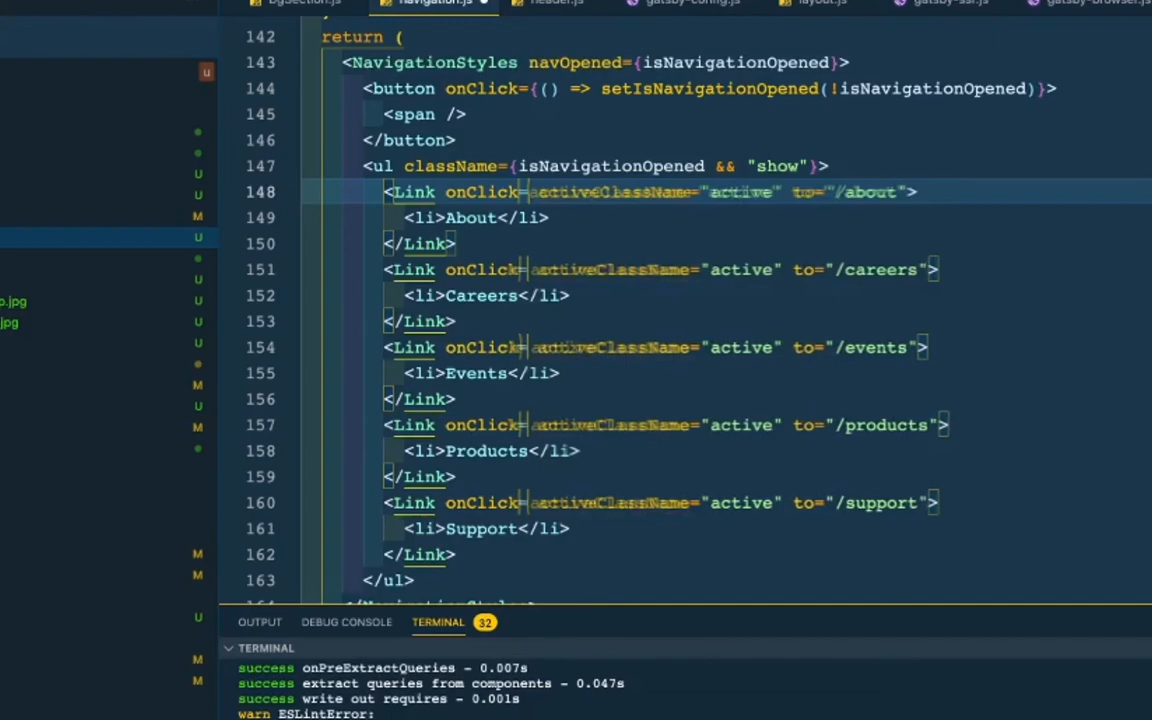 bgSection.js navigation.js header.js gatsby-config.js layout.js gatsby-ssr.js gatsby-browser.js
142 return (
143 <NavigationStyles navOpened={isNavigationOpened}>
u
144 <button onClick={() => setIsNavigationOpened(!isNavigationOpened)}>
145 <span />
146 </button>
147 <ul className={isNavigationOpened && "show"}>
148 <Link onClick= activeClassName="active" to="/about">
149 <li>About</li>
U
150 </Link>
151 <Link onClick= activeClassName="active" to="/careers">
152 <li>Careers</li>
153 </Link>
154 <Link onClick= activeClassName="active" to="/events">
155 <li>Events</li>
156 </Link>
157 <Link onClick= activeClassName="active" to="/products">
158 <li>Products</li>
159 </Link>
160 <Link onClick= activeClassName="active" to="/support">
161 <li>Support</li>
162 </Link>
163 </ul>
U
U
U
M
U
U
p.jpg U
jpg U
U
M
U
M
M
M
U
M
M
OUTPUT DEBUG CONSOLE TERMINAL 32
TERMINAL
success onPreExtractQueries - 0.007s
success extract queries from components - 0.047s
success write out requires - 0.001s
warn ESLintError: